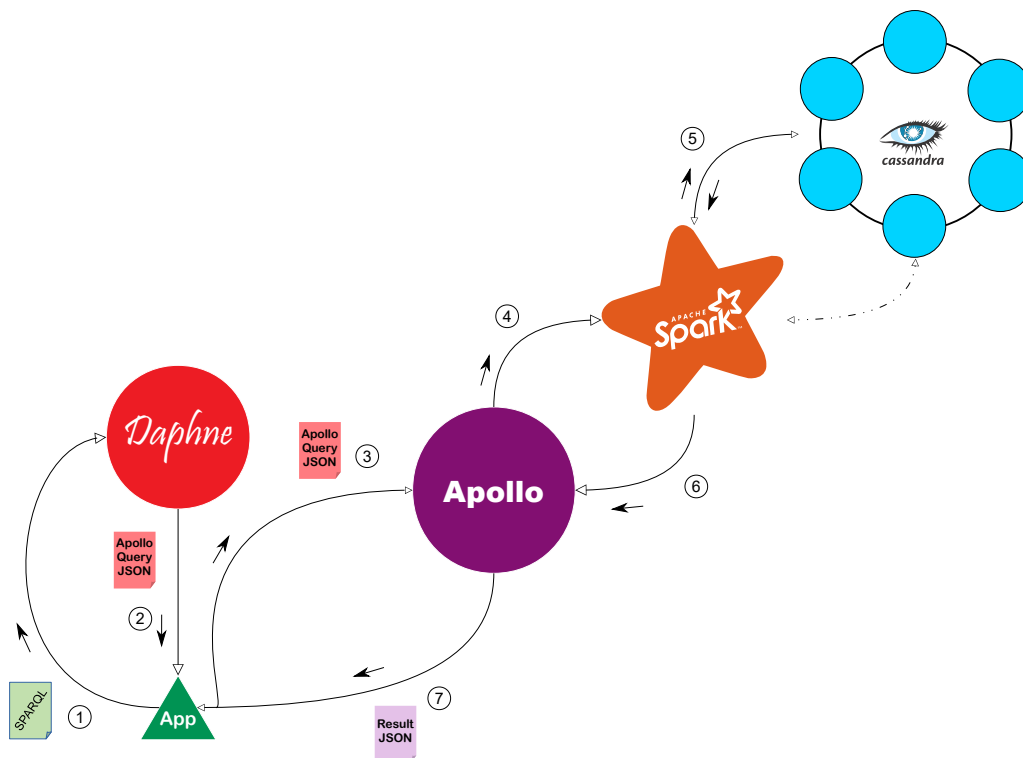 cassandra
5
APACHE
Spark
TM
4
Daphne
Apollo
Query
JSON
3
Apollo
6
Apollo
Query
JSON
2
SPARQL
1
App
7
Result
JSON